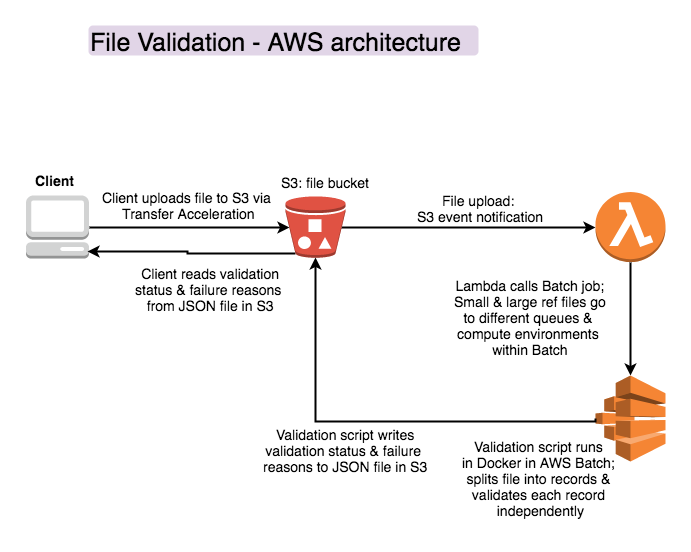 File Validation - AWS architecture
Client
S3: file bucket
Client uploads file to S3 via
Transfer Acceleration
File upload:
S3 event notification
Client reads validation
status & failure reasons
from JSON file in S3
Lambda calls Batch job;
Small & large ref files go
to different queues &
compute environments
within Batch
Validation script writes
validation status & failure
reasons to JSON file in S3
Validation script runs
in Docker in AWS Batch;
splits file into records &
validates each record
independently